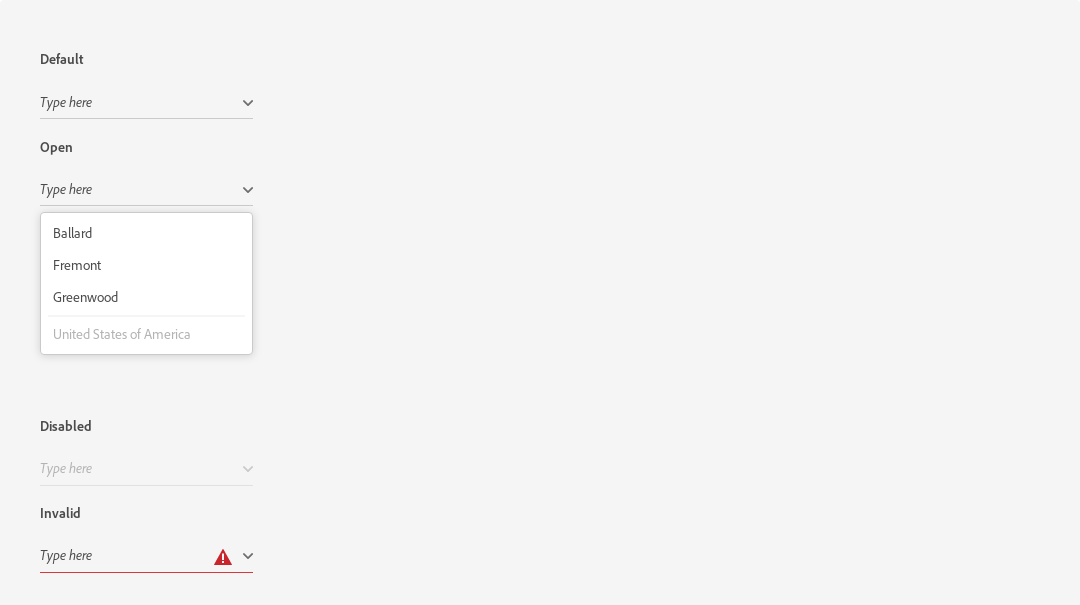 Default
Type here
Open
Type here
Ballard
Fremont
Greenwood
United States of America
Disabled
Type here
Invalid
Type here